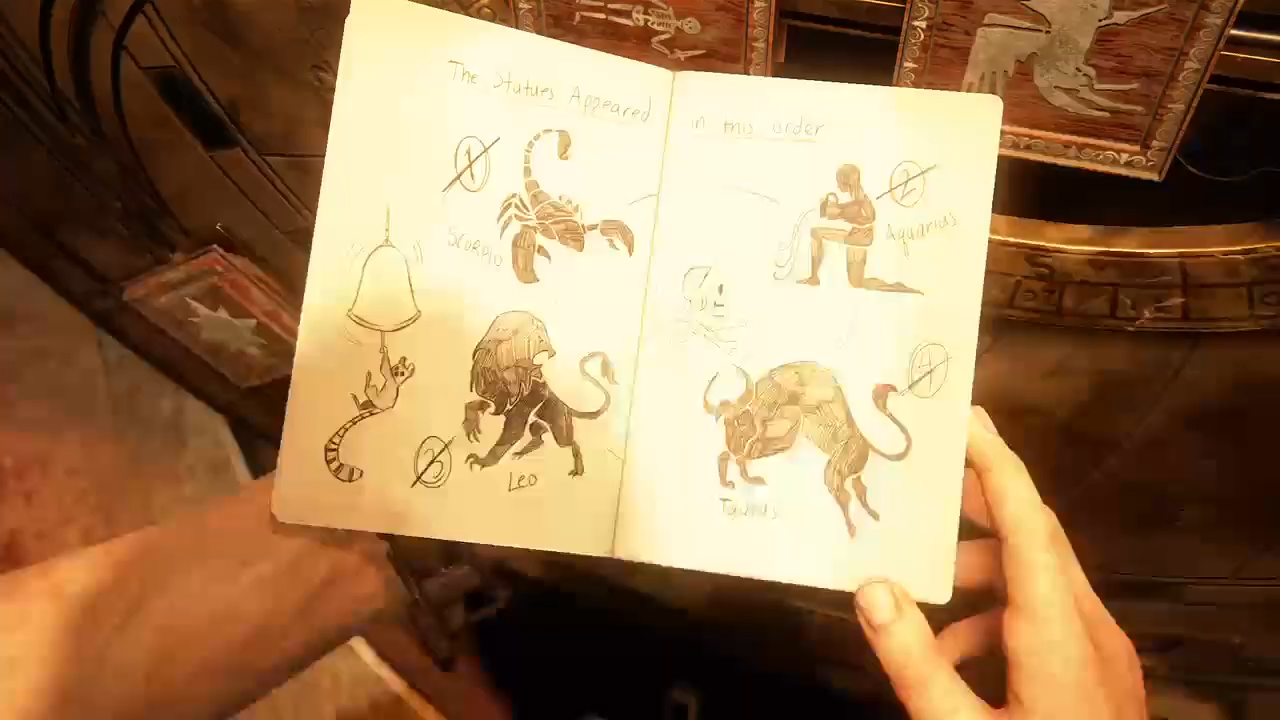 The Statues Appeared in this order
1
2
Scorpio
Aquarius
4
3
Leo
Taurus